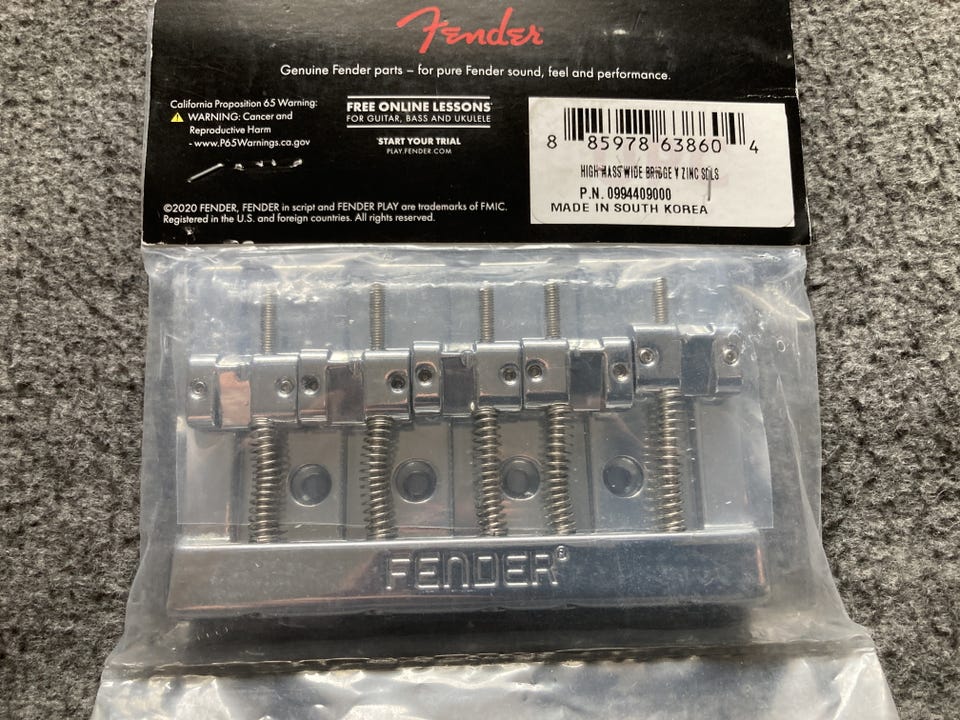 Fender
Genuine Fender parts – for pure Fender sound, feel and performance.
California Proposition 65 Warning:
WARNING: Cancer and
Reproductive Harm
- www.P65Warnings.ca.gov
FREE ONLINE LESSONS
FOR GUITAR, BASS AND UKULELE
START YOUR TRIAL
PLAY.FENDER.COM
©2020 FENDER, FENDER in script and FENDER PLAY are trademarks of FMIC.
Registered in the U.S. and foreign countries. All rights reserved.
8 85978 63860 4
HIGH MASS WIDE BRIDGE V ZINC SDLS
P.N. 0994409000
MADE IN SOUTH KOREA
FENDER®